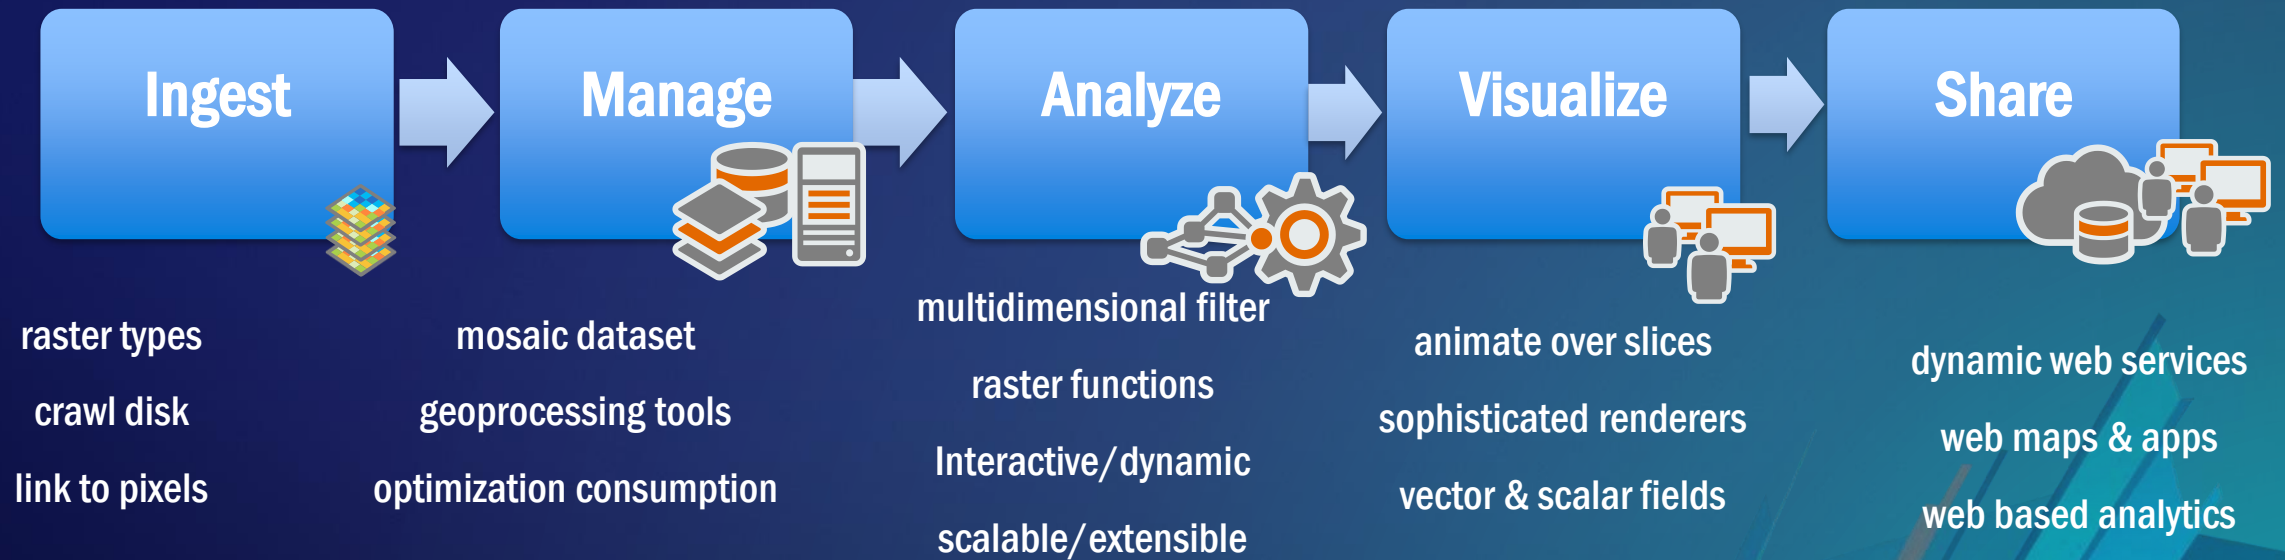 Ingest
Manage
Analyze
Visualize
Share
raster types
crawl disk
link to pixels
mosaic dataset
geoprocessing tools
optimization consumption
multidimensional filter
raster functions
Interactive/dynamic
scalable/extensible
animate over slices
sophisticated renderers
vector & scalar fields
dynamic web services
web maps & apps
web based analytics